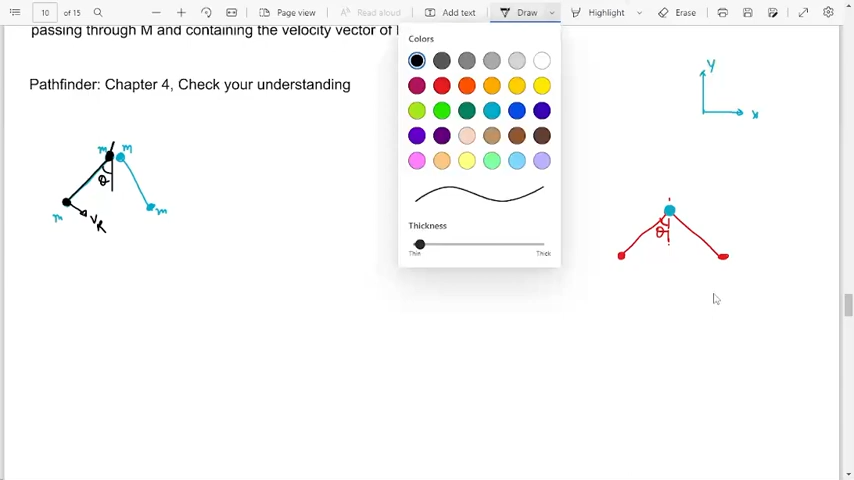 10 of 15 Page view Read aloud Add text Draw Highlight Erase
passing through M and containing the velocity vector of
Colors
Pathfinder: Chapter 4, Check your understanding
y
x
m m
θ
m VR m
θ
Thickness
Thin Thick